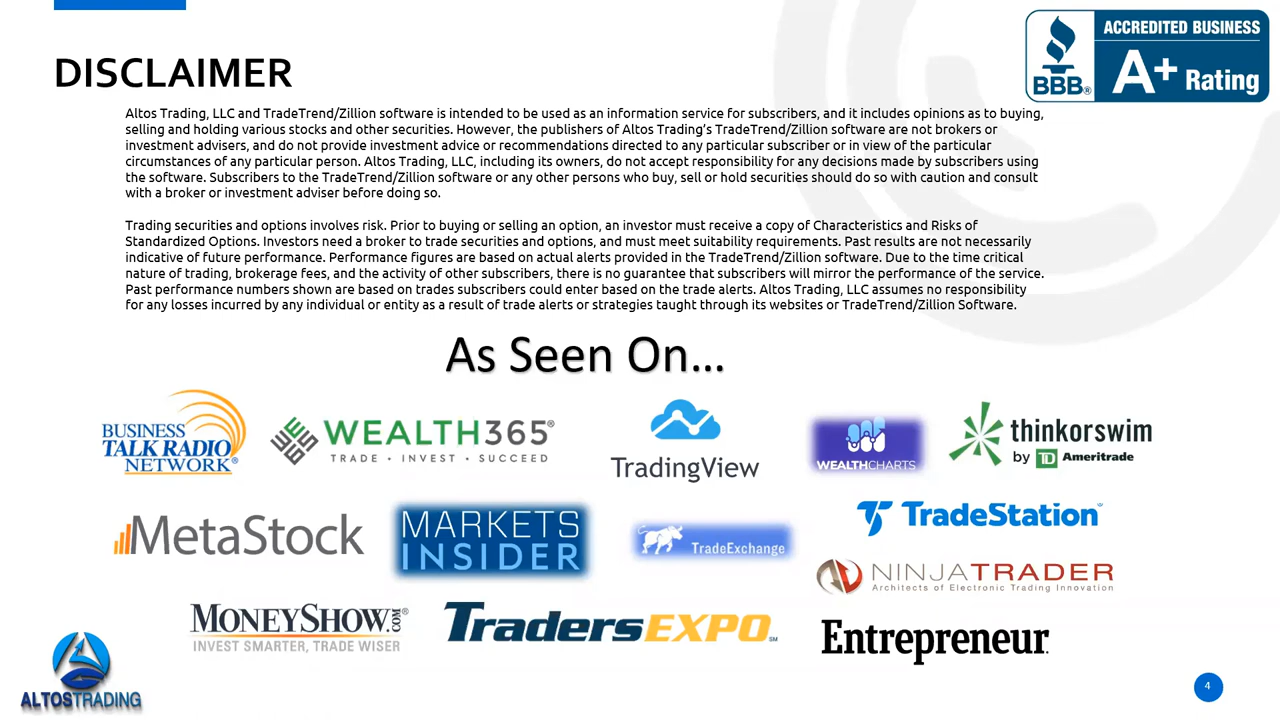 DISCLAIMER
BBB®
ACCREDITED BUSINESS
A+ Rating
Altos Trading, LLC and TradeTrend/Zillion software is intended to be used as an information service for subscribers, and it includes opinions as to buying,
selling and holding various stocks and other securities. However, the publishers of Altos Trading's TradeTrend/Zillion software are not brokers or
investment advisers, and do not provide investment advice or recommendations directed to any particular subscriber or in view of the particular
circumstances of any particular person. Altos Trading, LLC, including its owners, do not accept responsibility for any decisions made by subscribers using
the software. Subscribers to the TradeTrend/Zillion software or any other persons who buy, sell or hold securities should do so with caution and consult
with a broker or investment adviser before doing so.
Trading securities and options involves risk. Prior to buying or selling an option, an investor must receive a copy of Characteristics and Risks of
Standardized Options. Investors need a broker to trade securities and options, and must meet suitability requirements. Past results are not necessarily
indicative of future performance. Performance figures are based on actual alerts provided in the TradeTrend/Zillion software. Due to the time critical
nature of trading, brokerage fees, and the activity of other subscribers, there is no guarantee that subscribers will mirror the performance of the service.
Past performance numbers shown are based on trades subscribers could enter based on the trade alerts. Altos Trading, LLC assumes no responsibility
for any losses incurred by any individual or entity as a result of trade alerts or strategies taught through its websites or TradeTrend/Zillion Software.
As Seen On...
BUSINESS
TALK RADIO
NETWORK®
WEALTH365®
TRADE • INVEST • SUCCEED
TradingView
WEALTHCHARTS
thinkorswim
by TD Ameritrade
MetaStock
MARKETS
INSIDER
TradeExchange
TradeStation
NINJATRADER
Architects of Electronic Trading Innovation
MONEYSHOW.COM®
INVEST SMARTER, TRADE WISER
TradersEXPO SM
Entrepreneur.
ALTOSTRADING
4